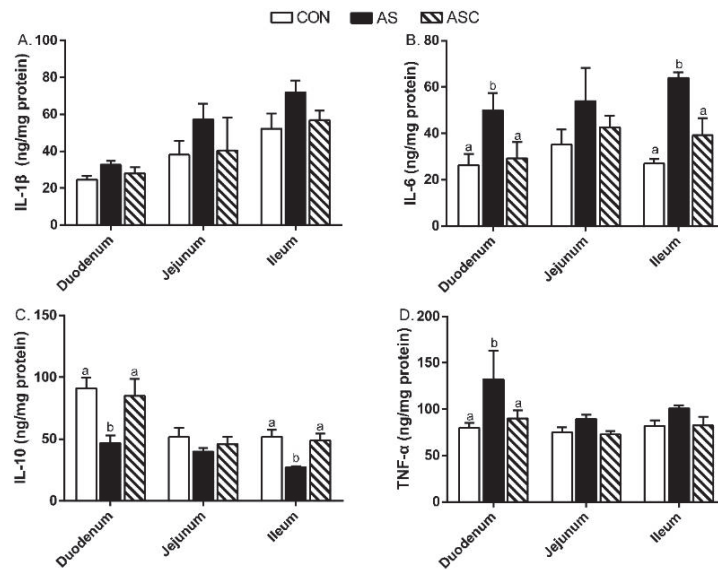 CON AS ASC
A.
IL-1β (ng/mg protein)
100
80
60
40
20
0
Duodenum
Jejunum
Ileum
B.
IL-6 (ng/mg protein)
80
60
40
20
0
a b a
a b a
Duodenum
Jejunum
Ileum
C.
IL-10 (ng/mg protein)
150
100
50
0
a b a
a b a
Duodenum
Jejunum
Ileum
D.
TNF-α (ng/mg protein)
200
150
100
50
0
a b a
Duodenum
Jejunum
Ileum